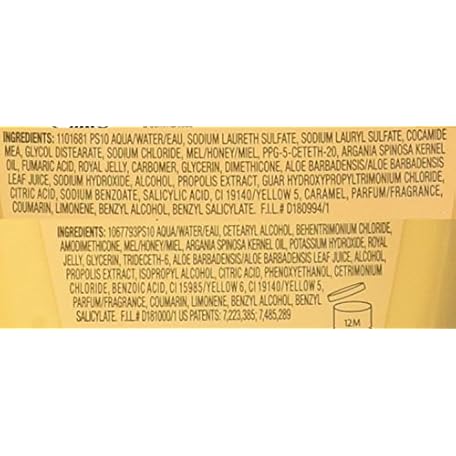 INGREDIENTS: 1101681 PS10 AQUA/WATER/EAU, SODIUM LAURETH SULFATE, SODIUM LAURYL SULFATE, COCAMIDE
MEA, GLYCOL DISTEARATE, SODIUM CHLORIDE, MEL/HONEY/MIEL, PPG-5-CETETH-20, ARGANIA SPINOSA KERNEL
OIL, FUMARIC ACID, ROYAL JELLY, CARBOMER, GLYCERIN, DIMETHICONE, ALOE BARBADENSIS/ALOE BARBADENSIS
LEAF JUICE, SODIUM HYDROXIDE, ALCOHOL, PROPOLIS EXTRACT, GUAR HYDROXYPROPYLTRIMONIUM CHLORIDE,
CITRIC ACID, SODIUM BENZOATE, SALICYLIC ACID, CI 19140/YELLOW 5, CARAMEL, PARFUM/FRAGRANCE,
COUMARIN, LIMONENE, BENZYL ALCOHOL, BENZYL SALICYLATE. F.I.L.# D180994/1
INGREDIENTS: 1067793PS10 AQUA/WATER/EAU, CETEARYL ALCOHOL, BEHENTRIMONIUM CHLORIDE,
AMODIMETHICONE, MEL/HONEY/MIEL, ARGANIA SPINOSA KERNEL OIL, POTASSIUM HYDROXIDE, ROYAL
JELLY, GLYCERIN, TRIDECETH-6, ALOE BARBADENSIS/ALOE BARBADENSIS LEAF JUICE, ALCOHOL,
PROPOLIS EXTRACT, ISOPROPYL ALCOHOL, CITRIC ACID, PHENOXYETHANOL, CETRIMONIUM
CHLORIDE, BENZOIC ACID, CI 15985/YELLOW 6, CI 19140/YELLOW 5,
PARFUM/FRAGRANCE, COUMARIN, LIMONENE, BENZYL ALCOHOL, BENZYL
SALICYLATE. F.I.L.# D181000/1 US PATENTS: 7,223,385; 7,485,289
12M